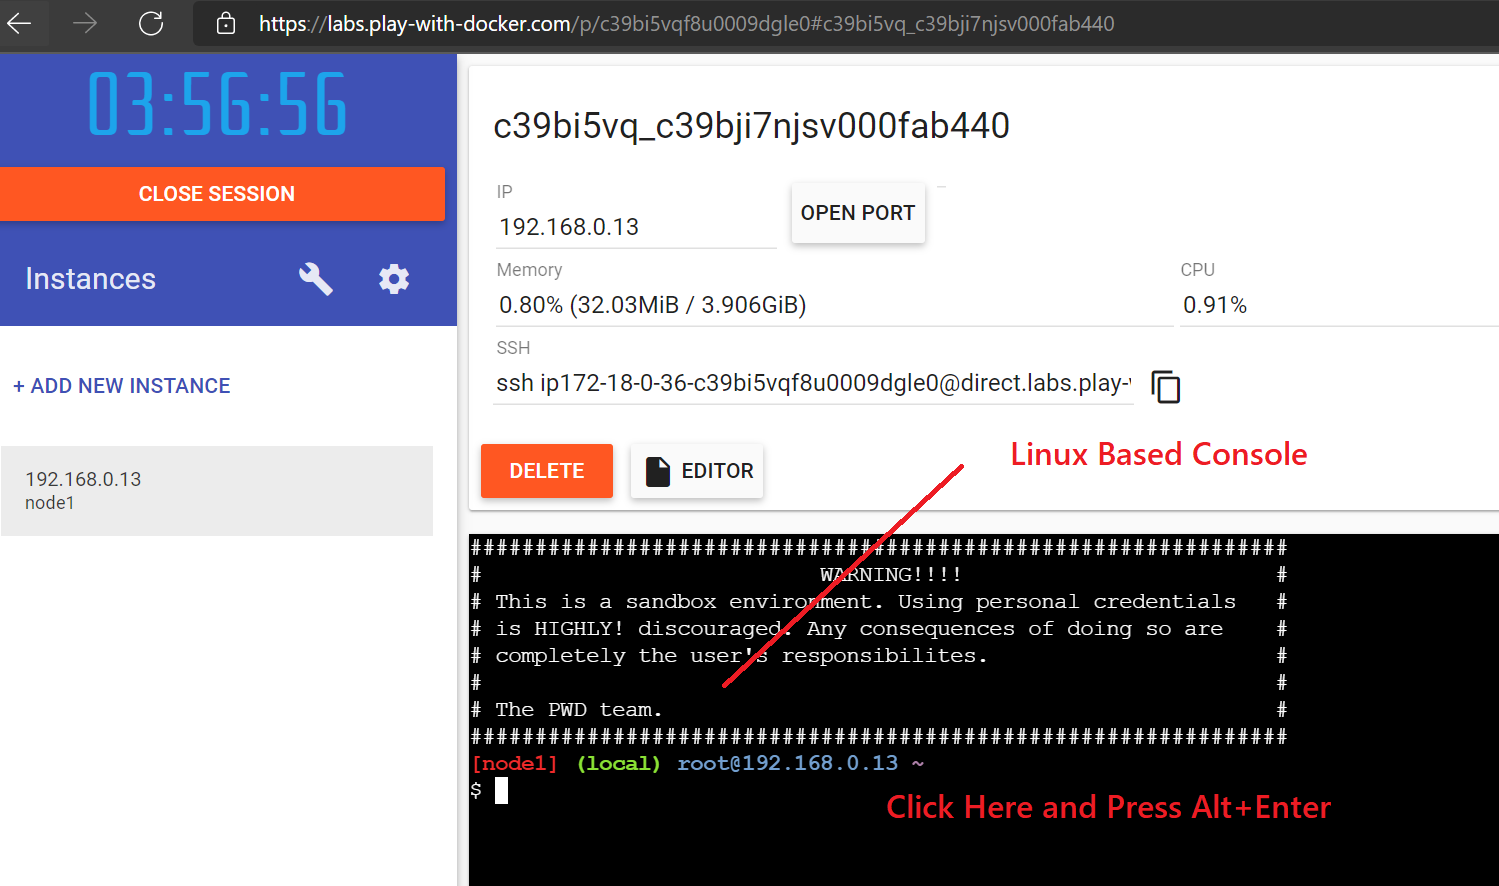 https://labs.play-with-docker.com/p/c39bi5vqf8u0009dgle0#c39bi5vq_c39bji7njsv000fab440
03:56:56
CLOSE SESSION
Instances
+ ADD NEW INSTANCE
192.168.0.13
node1
c39bi5vq_c39bji7njsv000fab440
IP
192.168.0.13
OPEN PORT
Memory
0.80% (32.03MiB / 3.906GiB)
CPU
0.91%
SSH
ssh ip172-18-0-36-c39bi5vqf8u0009dgle0@direct.labs.play-
DELETE
EDITOR
Linux Based Console
###############################################################
# WARNING!!!! #
# This is a sandbox environment. Using personal credentials #
# is HIGHLY! discouraged. Any consequences of doing so are #
# completely the user's responsibilites. #
# #
# The PWD team. #
###############################################################
[node1] (local) root@192.168.0.13 ~
$
Click Here and Press Alt+Enter